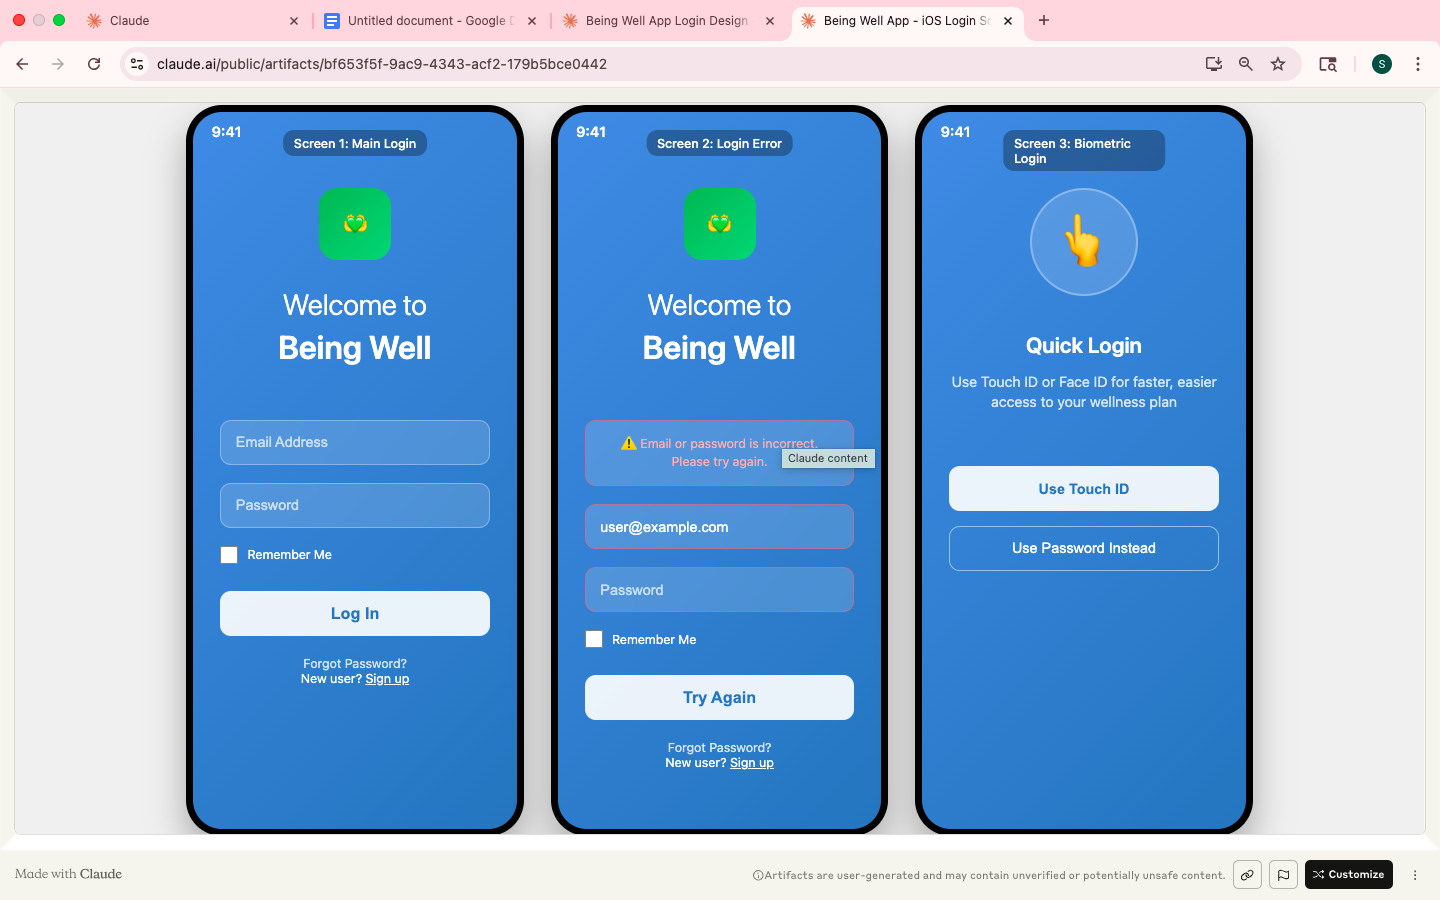 Claude
Untitled document - Google D
Being Well App Login Design
Being Well App - iOS Login Sc
claude.ai/public/artifacts/bf653f5f-9ac9-4343-acf2-179b5bce0442
S
9:41
Screen 1: Main Login
Welcome to
Being Well
Email Address
Password
Remember Me
Log In
Forgot Password?
New user? Sign up
9:41
Screen 2: Login Error
Welcome to
Being Well
⚠️ Email or password is incorrect.
Please try again.
Claude content
user@example.com
Password
Remember Me
Try Again
Forgot Password?
New user? Sign up
9:41
Screen 3: Biometric
Login
Quick Login
Use Touch ID or Face ID for faster, easier
access to your wellness plan
Use Touch ID
Use Password Instead
Made with Claude
Artifacts are user-generated and may contain unverified or potentially unsafe content.
Customize